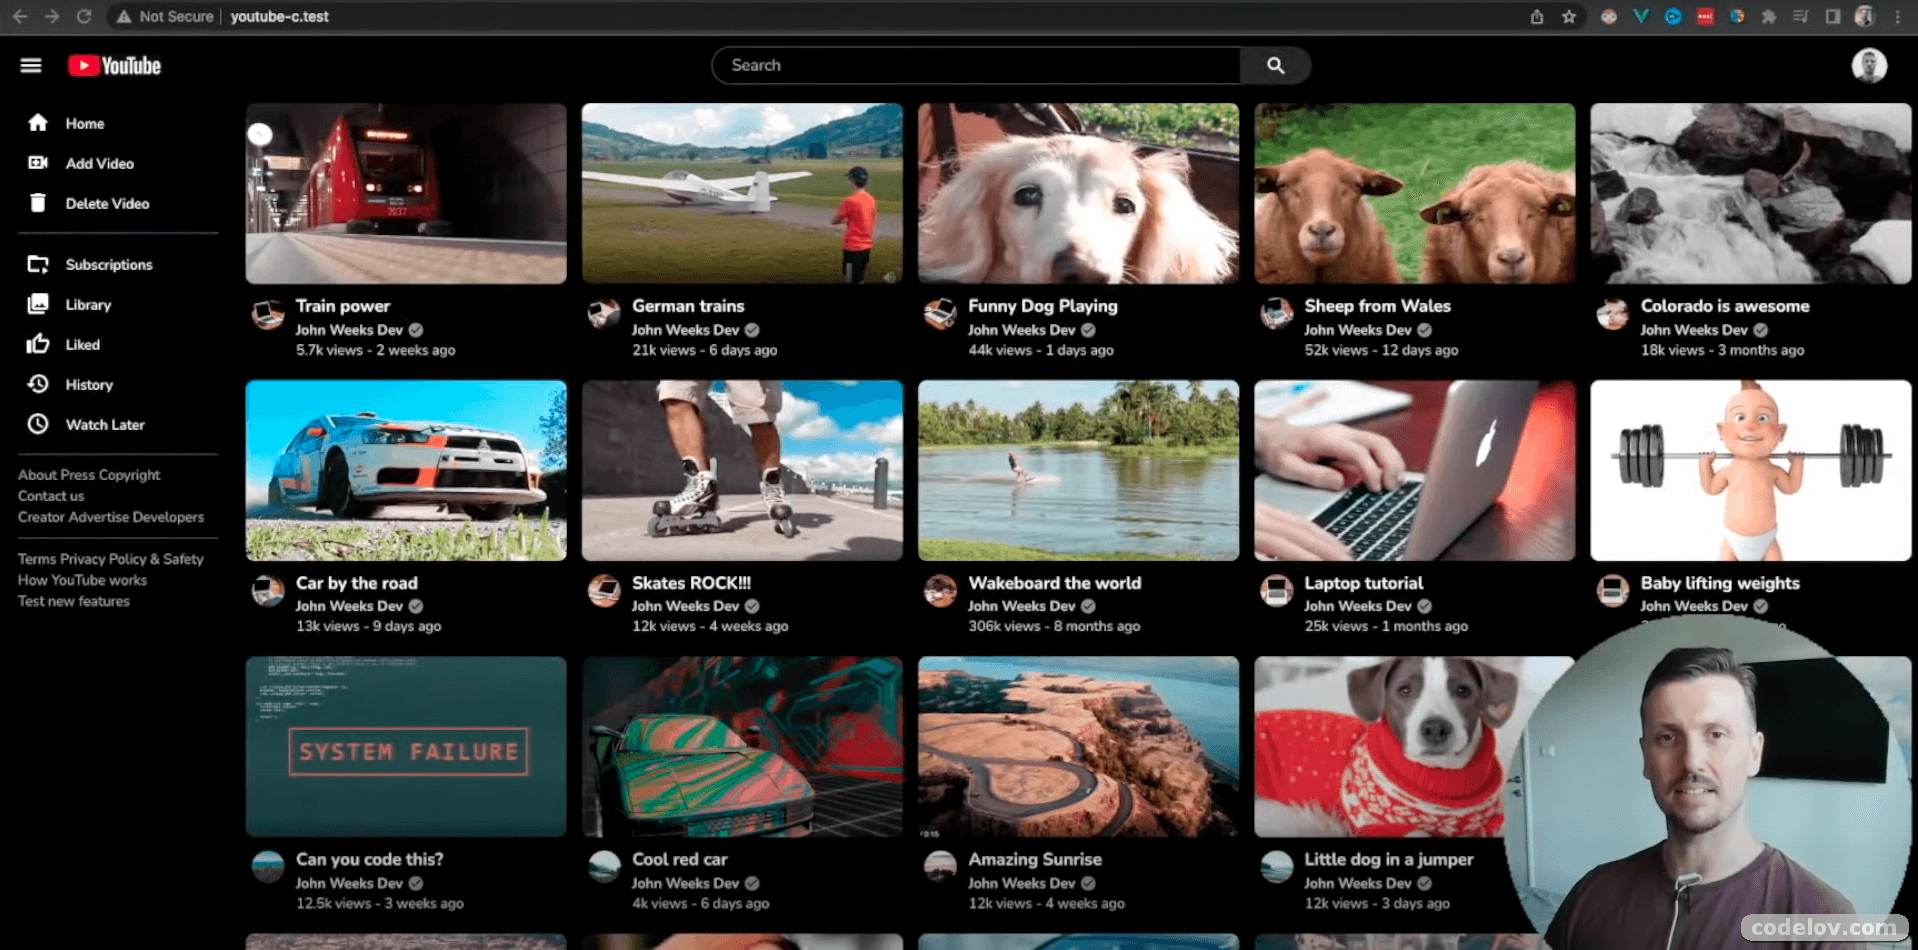 Not Secure | youtube-c.test
YouTube
Search
Home
Add Video
Delete Video
Subscriptions
Library
Liked
History
Watch Later
About Press Copyright
Contact us
Creator Advertise Developers
Terms Privacy Policy & Safety
How YouTube works
Test new features
2037
Train power
John Weeks Dev
5.7k views - 2 weeks ago
German trains
John Weeks Dev
21k views - 6 days ago
Funny Dog Playing
John Weeks Dev
44k views - 1 days ago
Sheep from Wales
John Weeks Dev
52k views - 12 days ago
Colorado is awesome
John Weeks Dev
18k views - 3 months ago
Car by the road
John Weeks Dev
13k views - 9 days ago
Skates ROCK!!!
John Weeks Dev
12k views - 4 weeks ago
Wakeboard the world
John Weeks Dev
306k views - 8 months ago
Laptop tutorial
John Weeks Dev
25k views - 1 months ago
Baby lifting weights
John Weeks Dev
SYSTEM FAILURE
Can you code this?
John Weeks Dev
12.5k views - 3 weeks ago
Cool red car
John Weeks Dev
4k views - 6 days ago
Amazing Sunrise
John Weeks Dev
12k views - 4 weeks ago
Little dog in a jumper
John Weeks Dev
12k views - 3 days ago
codelov.com